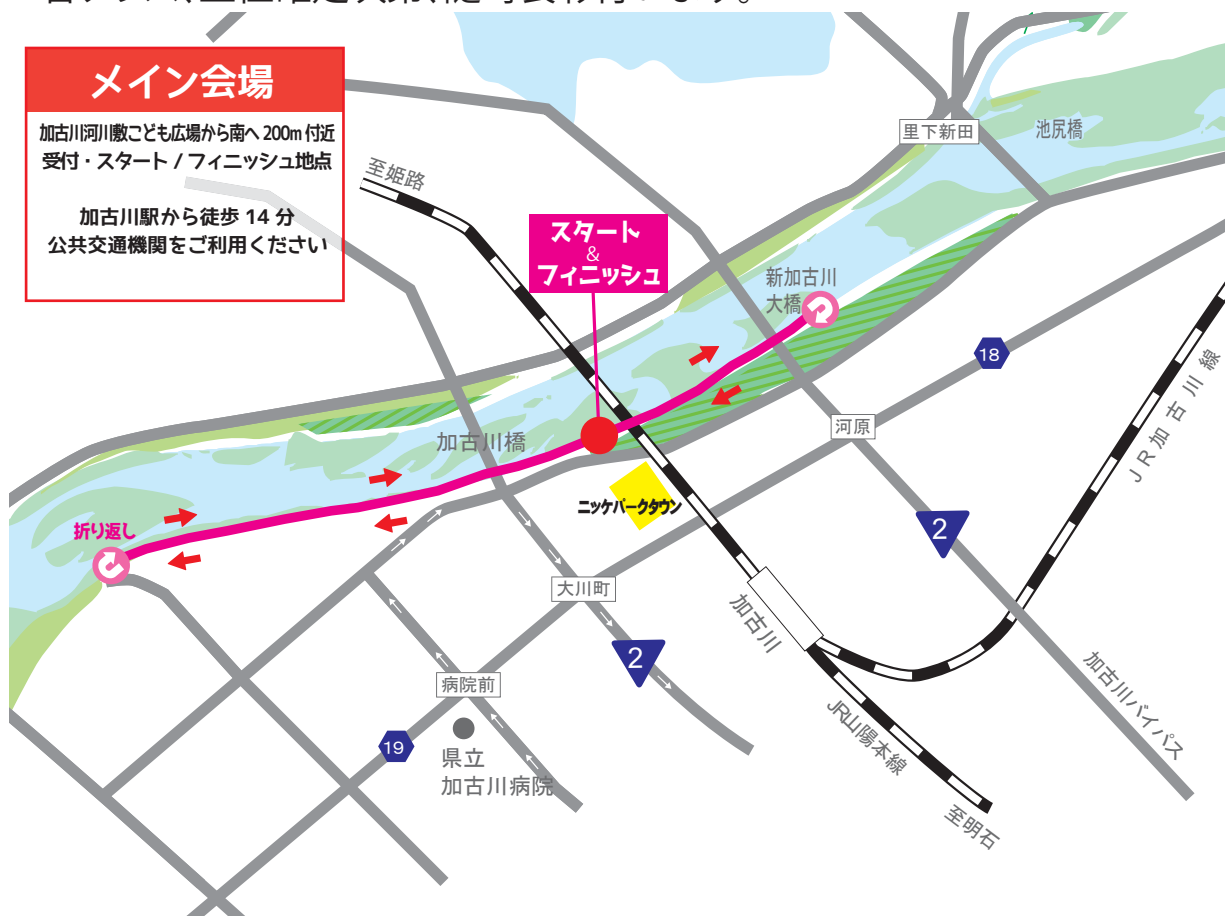 メイン会場
加古川河川敷こども広場から南へ 200m 付近
受付・スタート / フィニッシュ地点
加古川駅から徒歩 14 分
公共交通機関をご利用ください
里下新田
池尻橋
至姫路
スタート
&
フィニッシュ
新加古川
大橋
18
JR加古川線
河原
加古川橋
ニッケパークタウン
2
折り返し
大川町
加古川
2
加古川バイパス
病院前
JR山陽本線
19
県立
加古川病院
至明石